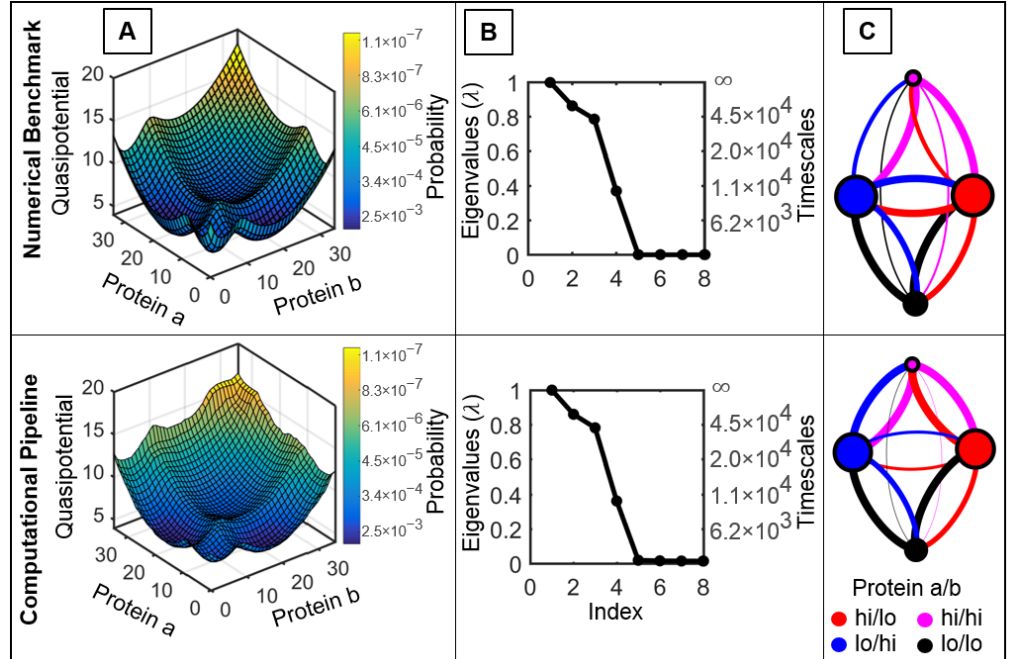 Numerical Benchmark
A
Quasipotential
20
15
10
5
30
20
10
0
Protein a
0
10
20
30
Protein b
1.1×10⁻⁷
8.3×10⁻⁷
6.1×10⁻⁶
4.5×10⁻⁵
3.4×10⁻⁴
2.5×10⁻³
Probability
B
Eigenvalues (λ)
1
0.8
0.6
0.4
0.2
0
0 2 4 6 8
∞
4.5×10⁴
2.0×10⁴
1.1×10⁴
6.2×10³
Timescales
C
Computational Pipeline
Quasipotential
20
15
10
5
30
20
10
0
Protein a
0
10
20
30
Protein b
1.1×10⁻⁷
8.3×10⁻⁷
6.1×10⁻⁶
4.5×10⁻⁵
3.4×10⁻⁴
2.5×10⁻³
Probability
Eigenvalues (λ)
1
0.8
0.6
0.4
0.2
0
0 2 4 6 8
Index
∞
4.5×10⁴
2.0×10⁴
1.1×10⁴
6.2×10³
Timescales
Protein a/b
hi/lo hi/hi
lo/hi lo/lo